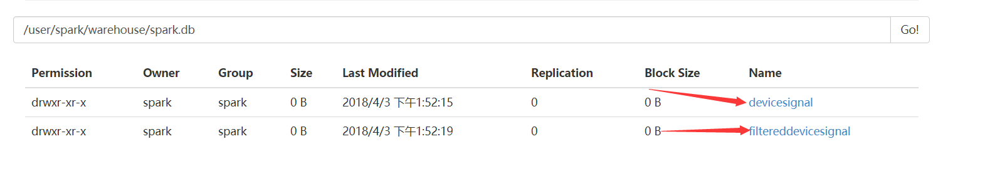 /user/spark/warehouse/spark.db Go!
Permission Owner Group Size Last Modified Replication Block Size Name
drwxr-xr-x spark spark 0 B 2018/4/3 下午1:52:15 0 0 B devicesignal
drwxr-xr-x spark spark 0 B 2018/4/3 下午1:52:19 0 0 B filtereddevicesignal